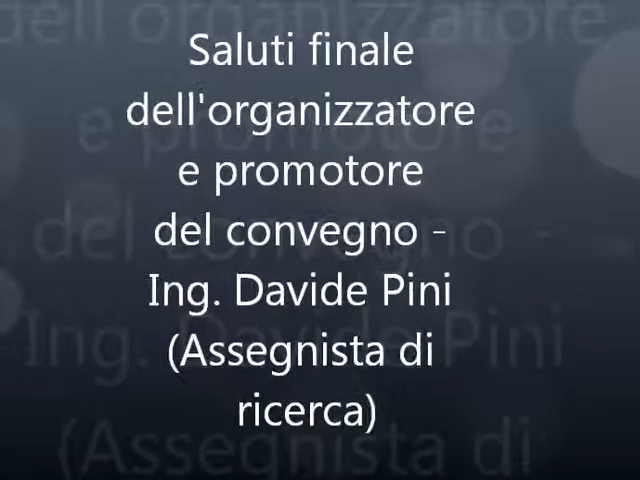 Saluti finale
dell'organizzatore
e promotore
del convegno -
Ing. Davide Pini
(Assegnista di
ricerca)